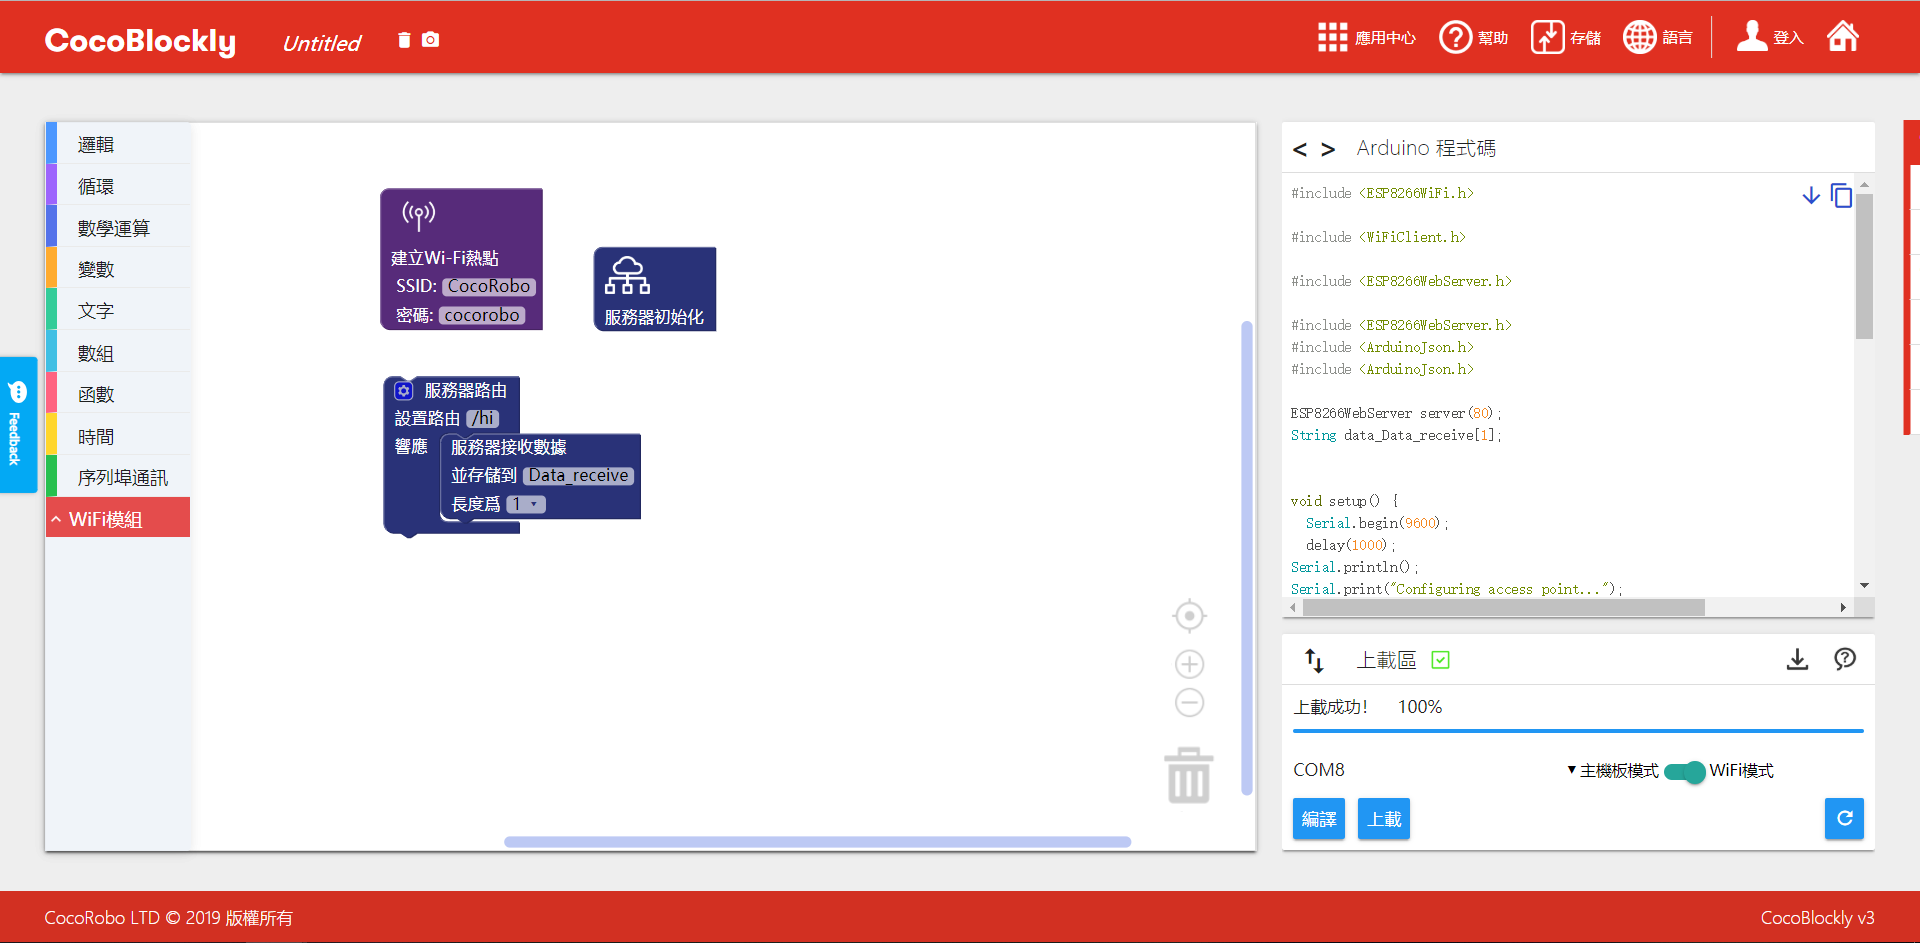 CocoBlockly
Untitled
應用中心
幫助
存儲
語言
登入
邏輯
循環
數學運算
變數
文字
數組
函數
時間
序列埠通訊
WiFi模組
Feedback
建立Wi-Fi熱點
SSID: CocoRobo
密碼: cocorobo
服務器初始化
服務器路由
設置路由 /hi
響應
服務器接收數據
並存儲到 Data_receive
長度爲 1
< > Arduino 程式碼
#include <ESP8266WiFi.h>
#include <WiFiClient.h>
#include <ESP8266WebServer.h>
#include <ESP8266WebServer.h>
#include <ArduinoJson.h>
#include <ArduinoJson.h>
ESP8266WebServer server(80);
String data_Data_receive[1];
void setup() {
Serial.begin(9600);
delay(1000);
Serial.println();
Serial.print("Configuring access point...");
上載區
上載成功! 100%
COM8
主機板模式
WiFi模式
編譯
上載
CocoRobo LTD © 2019 版權所有
CocoBlockly v3